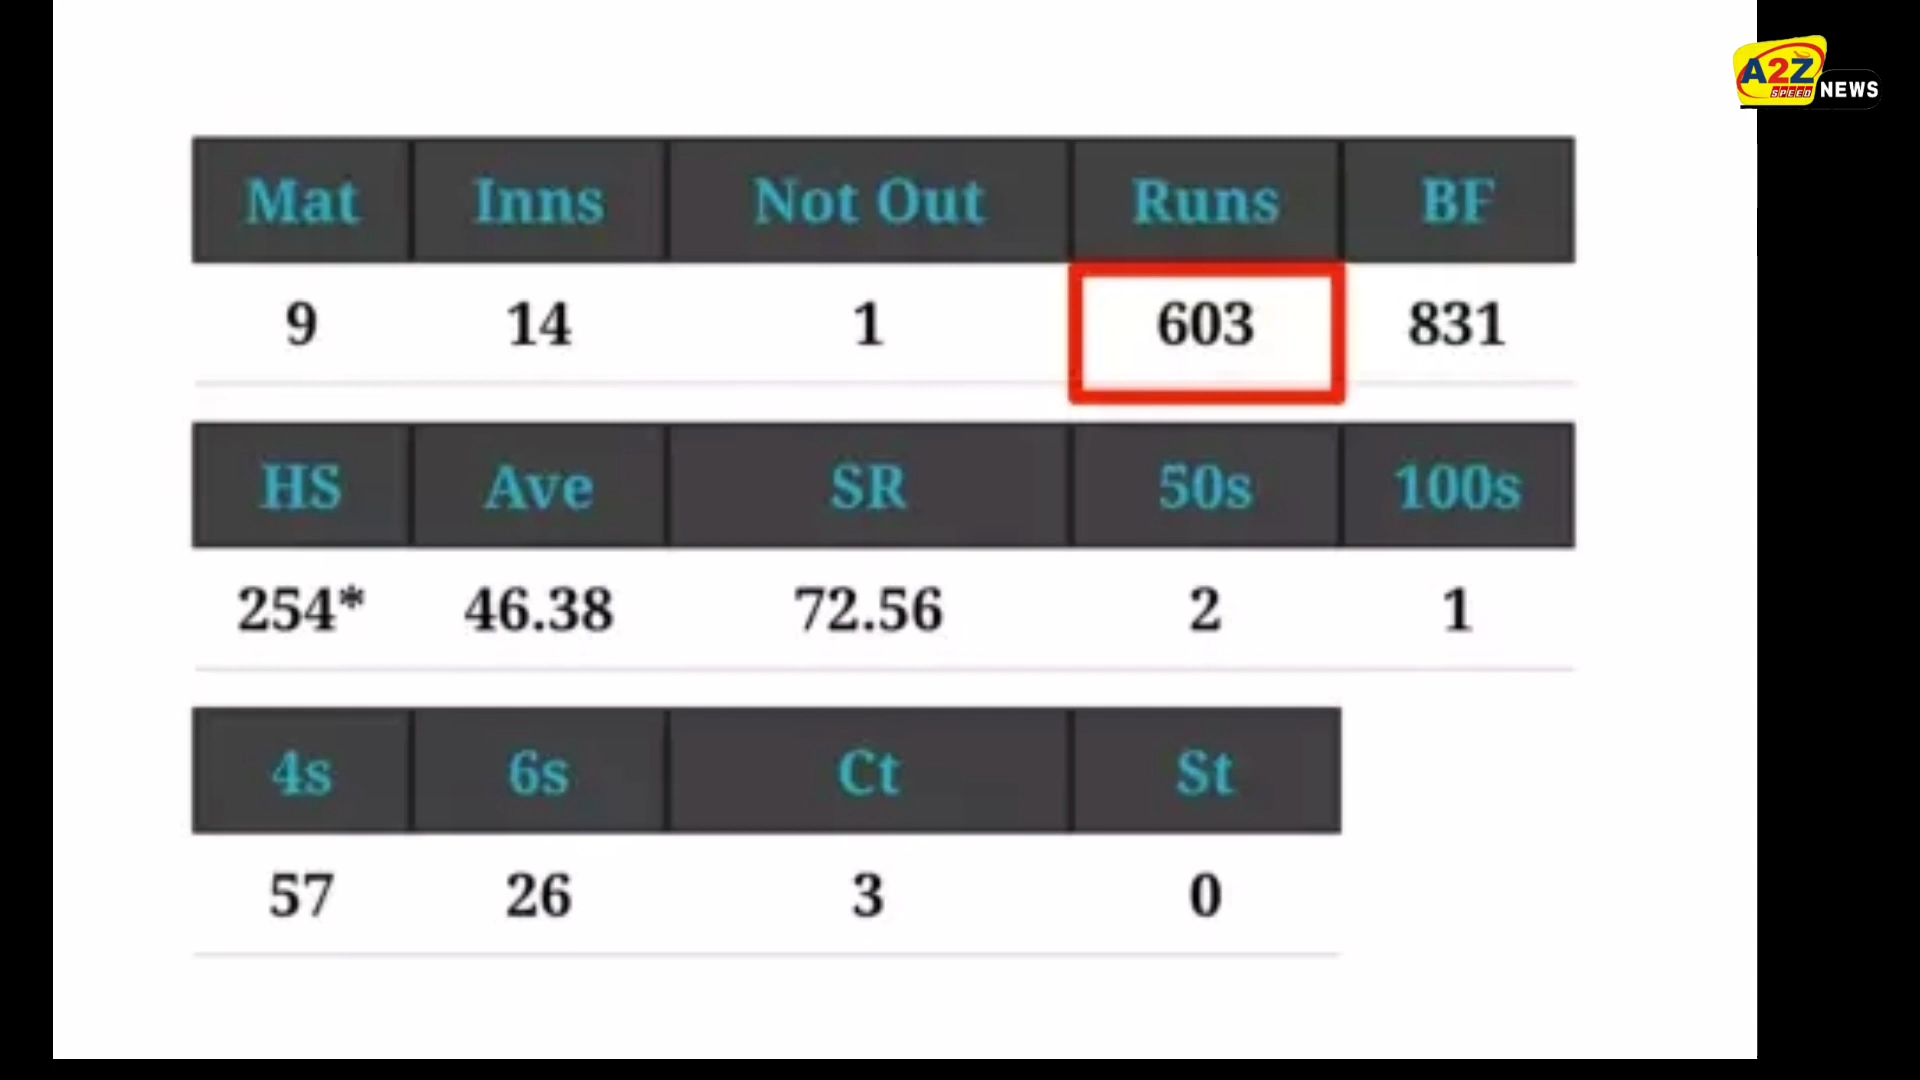 A2Z
SPEED
NEWS
Mat Inns Not Out Runs BF
9 14 1 603 831
HS Ave SR 50s 100s
254* 46.38 72.56 2 1
4s 6s Ct St
57 26 3 0